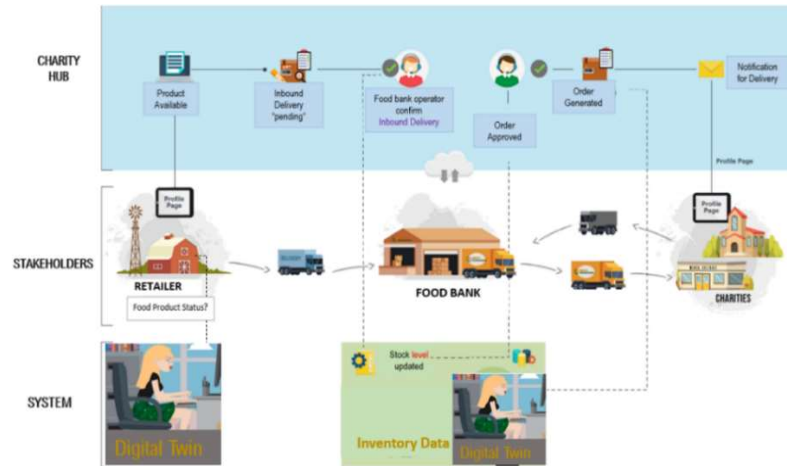 CHARITY
HUB
Product
Available
Inbound
Delivery
"pending"
Food bank operator
confirm
Inbound Delivery
Order
Approved
Order
Generated
Notification
for Delivery
Profile Page
Profile
Page
Profile
Page
STAKEHOLDERS
RETAILER
Food Product Status?
FOOD BANK
CHARITIES
SYSTEM
Stock level
updated
Digital Twin
Inventory Data
Digital Twin